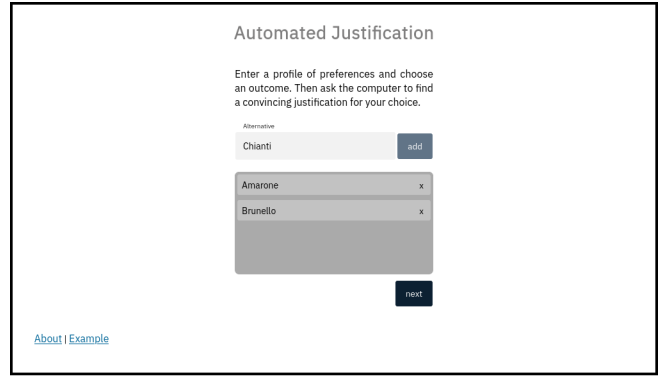 Automated Justification
Enter a profile of preferences and choose
an outcome. Then ask the computer to find
a convincing justification for your choice.
Alternative
Chianti
add
Amarone x
Brunello x
next
About | Example